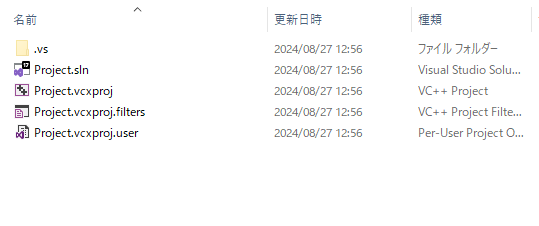 名前 更新日時 種類
.vs 2024/08/27 12:56 ファイル フォルダー
Project.sln 2024/08/27 12:56 Visual Studio Solu...
Project.vcxproj 2024/08/27 12:56 VC++ Project
Project.vcxproj.filters 2024/08/27 12:56 VC++ Project Filte...
Project.vcxproj.user 2024/08/27 12:56 Per-User Project O...